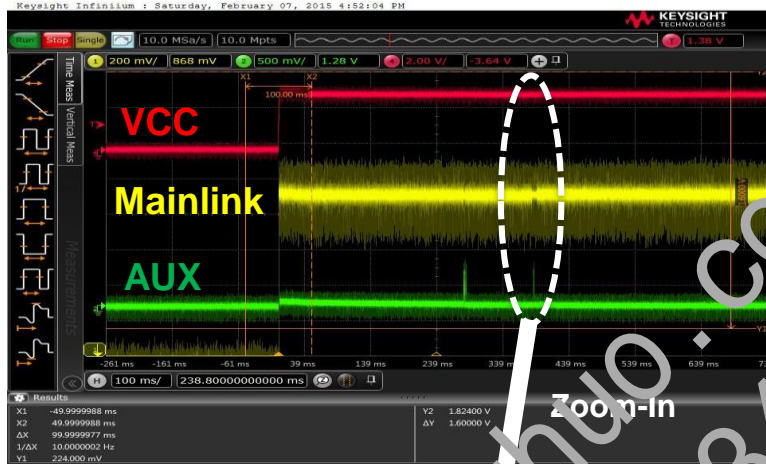 Keysight Infiniium : Saturday, February 07, 2015 4:52:04 PM
KEYSIGHT
TECHNOLOGIES
Run Stop Single 10.0 MSa/s 10.0 Mpts T 1.38 V
1 200 mV/ 868 mV 2 500 mV/ 1.28 V 4 2.00 V/ -3.64 V
Time Meas
Vertical Meas
Measurements
X1 X2
100.00 ms
VCC
Mainlink
AUX
Y1
-261 ms -161 ms -61 ms 39 ms 139 ms 239 ms 339 m 439 ms 539 ms 639 ms
H 100 ms/ 238.80000000000 ms
Zoom-In
Results
X1 -49.9999988 ms
X2 49.9999988 ms
ΔX 99.9999977 ms
1/ΔX 10.0000002 Hz
Y1 224.000 mV
Y2 1.82400 V
ΔY 1.60000 V